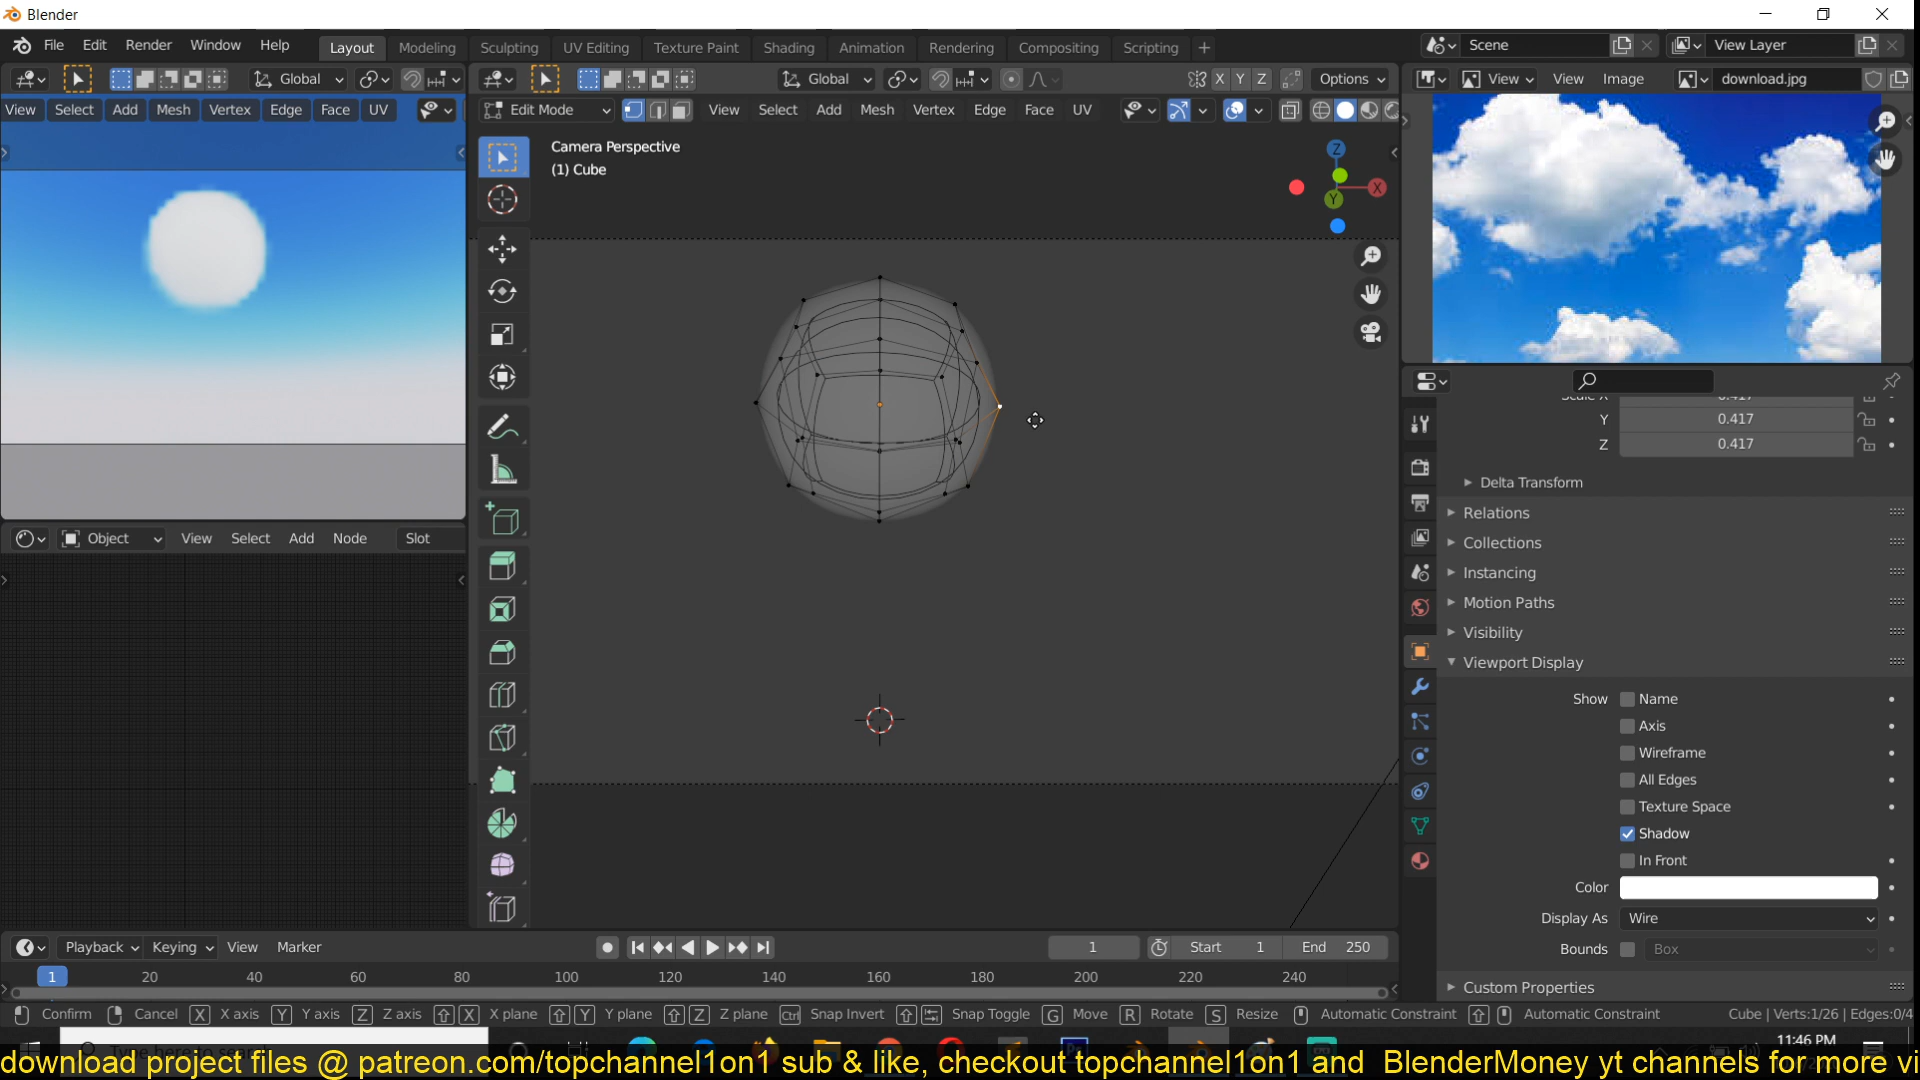 Blender
File Edit Render Window Help Layout Modeling Sculpting UV Editing Texture Paint Shading Animation Rendering Compositing Scripting + Scene View Layer
Global Global X Y Z Options View View Image download.jpg
View Select Add Mesh Vertex Edge Face UV Edit Mode View Select Add Mesh Vertex Edge Face UV
Camera Perspective
(1) Cube
Z
X
Y
Scale X 0.417
Y 0.417
Z 0.417
Delta Transform
Relations
Collections
Instancing
Motion Paths
Visibility
Viewport Display
Show Name
Axis
Wireframe
All Edges
Texture Space
Shadow
In Front
Color
Display As Wire
Bounds Box
Custom Properties
Object View Select Add Node Slot
Playback Keying View Marker 1 Start 1 End 250
1 20 40 60 80 100 120 140 160 180 200 220 240
Confirm Cancel X X axis Y Y axis Z Z axis X X plane Y Y plane Z Z plane Ctrl Snap Invert Snap Toggle G Move R Rotate S Resize Automatic Constraint Automatic Constraint Cube | Verts:1/26 | Edges:0/4
11:46 PM
download project files @ patreon.com/topchannel1on1 sub & like, checkout topchannel1on1 and BlenderMoney yt channels for more vi